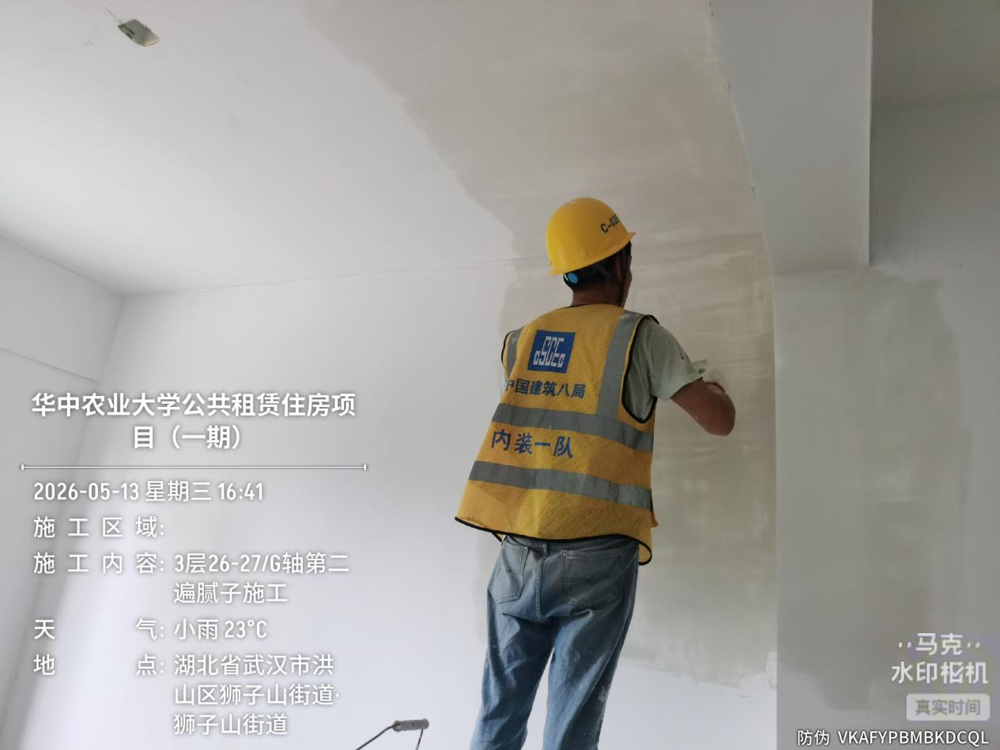 C-03
CSCEC
中国建筑八局
内装一队
华中农业大学公共租赁住房项
目（一期）
2026-05-13 星期三 16:41
施工区域:
施工内容: 3层26-27/G轴第二
遍腻子施工
天气: 小雨 23°C
地点: 湖北省武汉市洪
山区狮子山街道·
狮子山街道
马克
水印相机
真实时间
防伪 VKAFYPBMBKDCQL